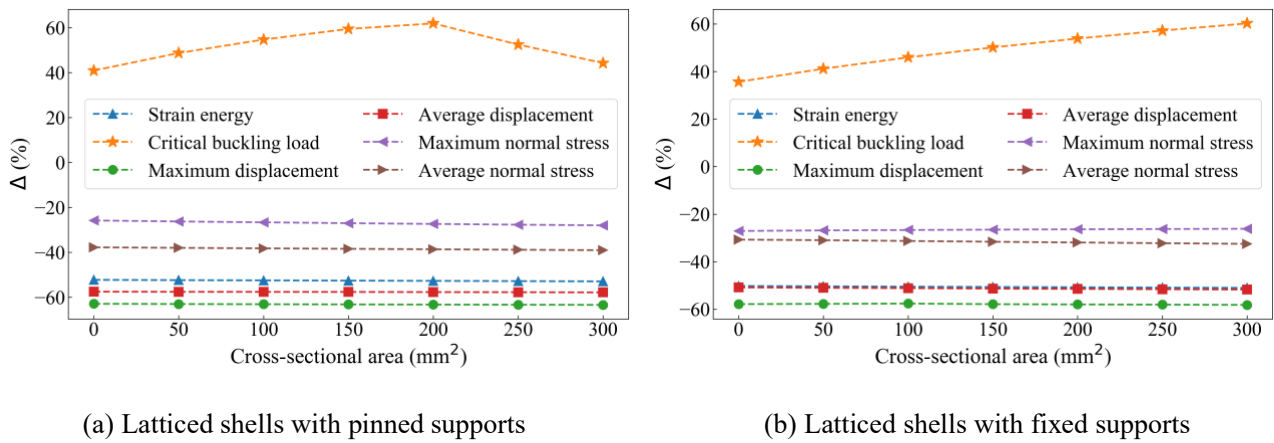 60
40
20
0
−20
−40
−60
Δ (%)
Strain energy
Critical buckling load
Maximum displacement
Average displacement
Maximum normal stress
Average normal stress
0 50 100 150 200 250 300
Cross-sectional area (mm²)
(a) Latticed shells with pinned supports
60
40
20
0
−20
−40
−60
Δ (%)
Strain energy
Critical buckling load
Maximum displacement
Average displacement
Maximum normal stress
Average normal stress
0 50 100 150 200 250 300
Cross-sectional area (mm²)
(b) Latticed shells with fixed supports